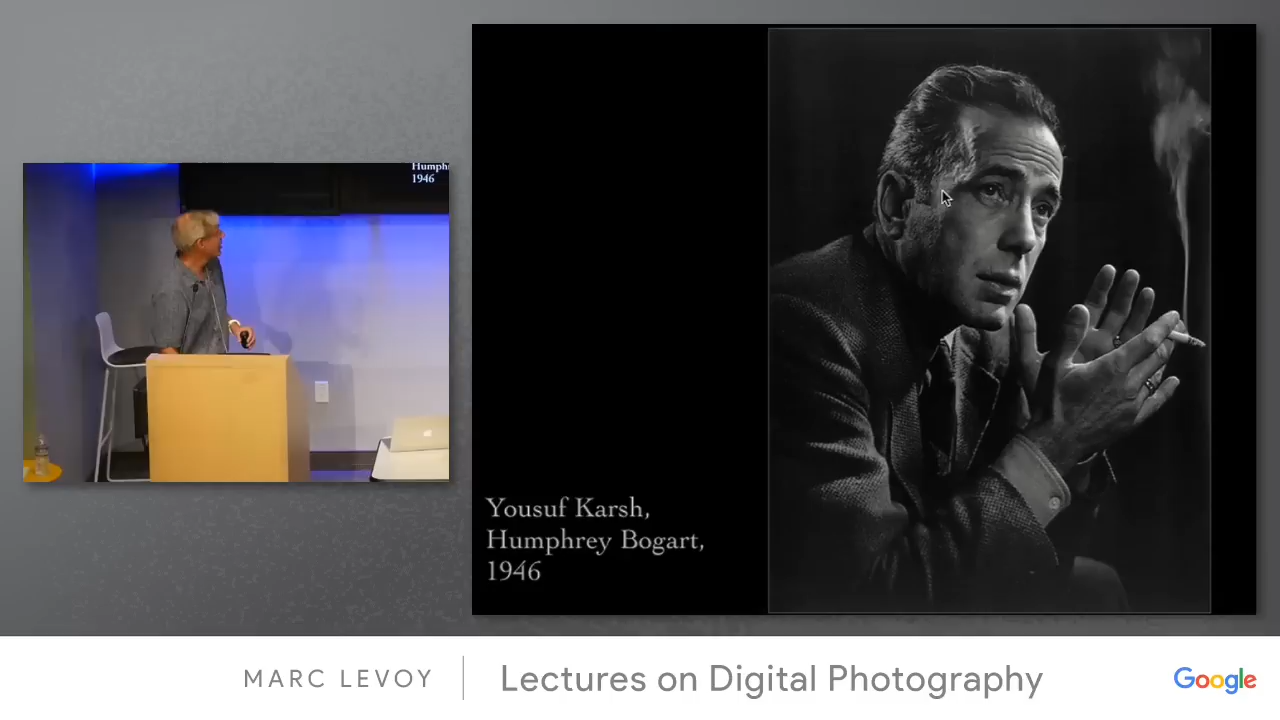 Humph
1946
Yousuf Karsh,
Humphrey Bogart,
1946
MARC LEVOY
Lectures on Digital Photography
Google